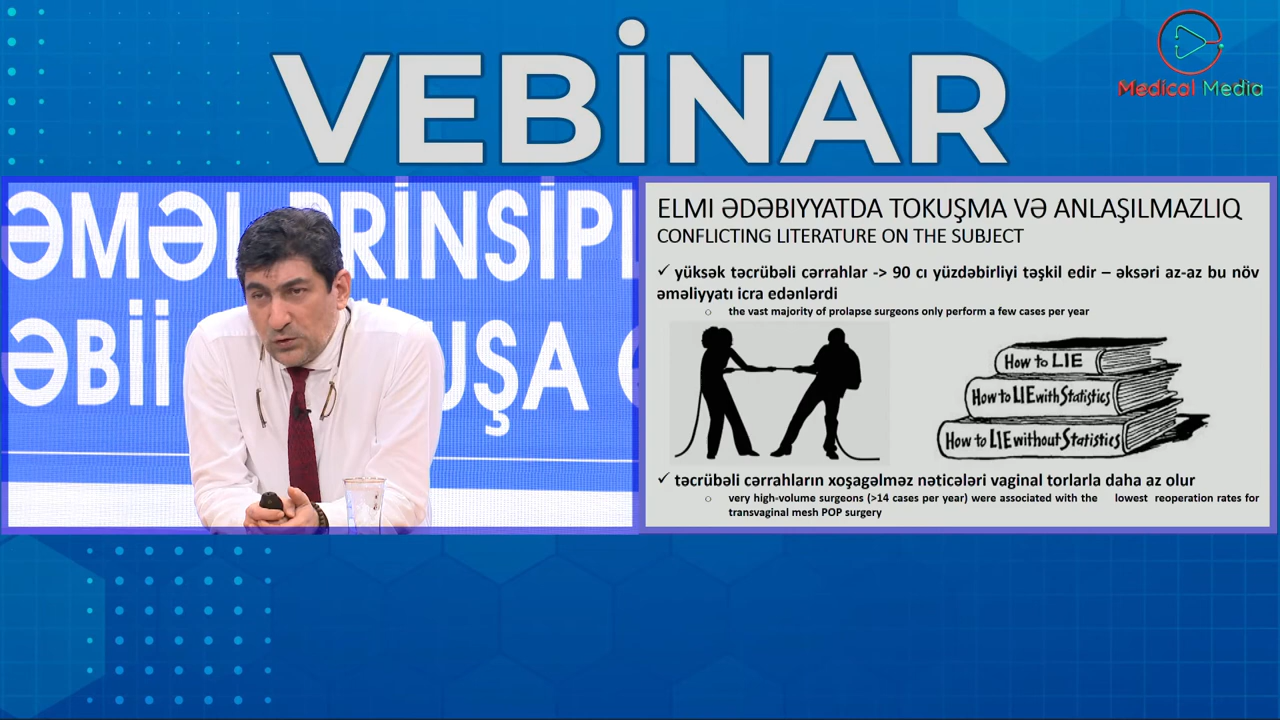 VEBİNAR
Medical Media
ƏMƏL PRİNSİPL
ƏBİİ UŞA
ELMI ƏDƏBIYYATDA TOKUŞMA VƏ ANLAŞILMAZLIQ
CONFLICTING LITERATURE ON THE SUBJECT
✓ yüksək təcrübəli cərrahlar -> 90 cı yüzdəbirliyi təşkil edir – əksəri az-az bu növ
əməliyyatı icra edənlərdi
○ the vast majority of prolapse surgeons only perform a few cases per year
How to LIE
How to LIE with Statistics
How to LIE without Statistics
✓ təcrübəli cərrahların xoşagəlməz nəticələri vaginal torlarla daha az olur
○ very high-volume surgeons (>14 cases per year) were associated with the lowest reoperation rates for
transvaginal mesh POP surgery